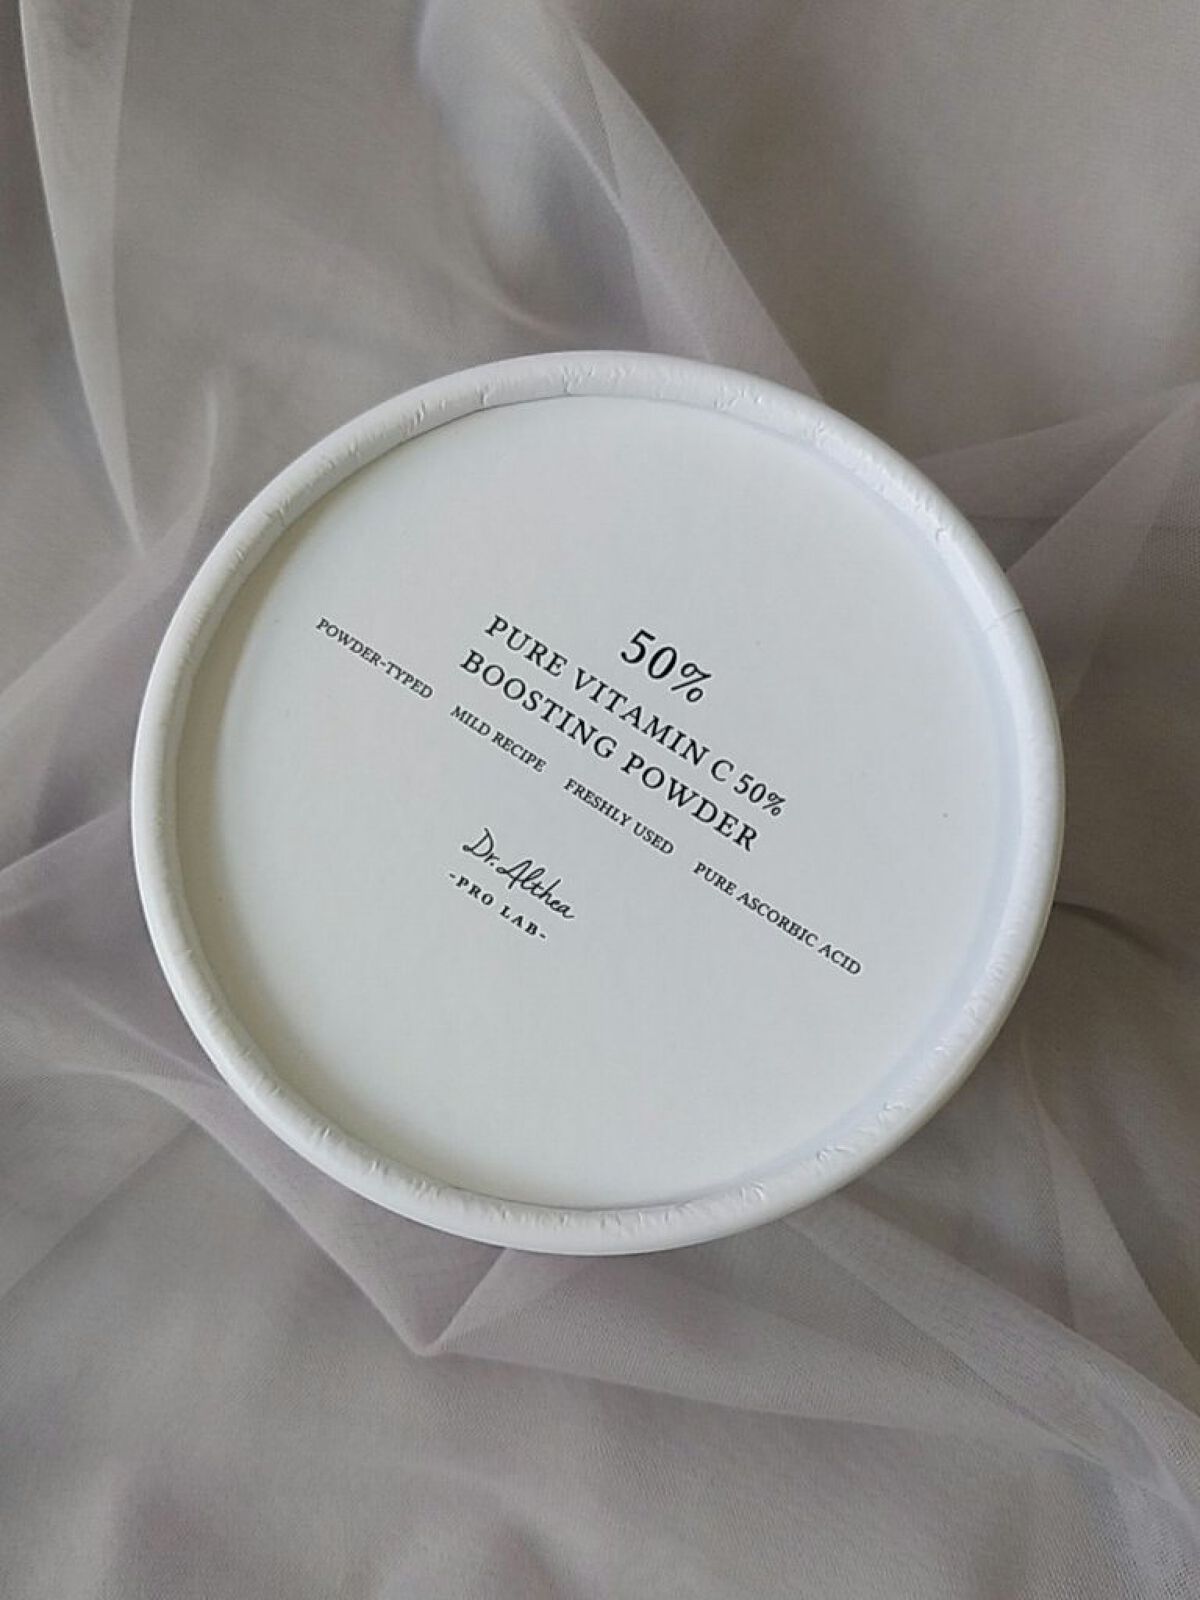 50%
PURE VITAMIN C 50%
BOOSTING POWDER
POWDER-TYPED MILD RECIPE FRESHLY USED PURE ASCORBIC ACID
Dr.Althea
-PRO LAB-